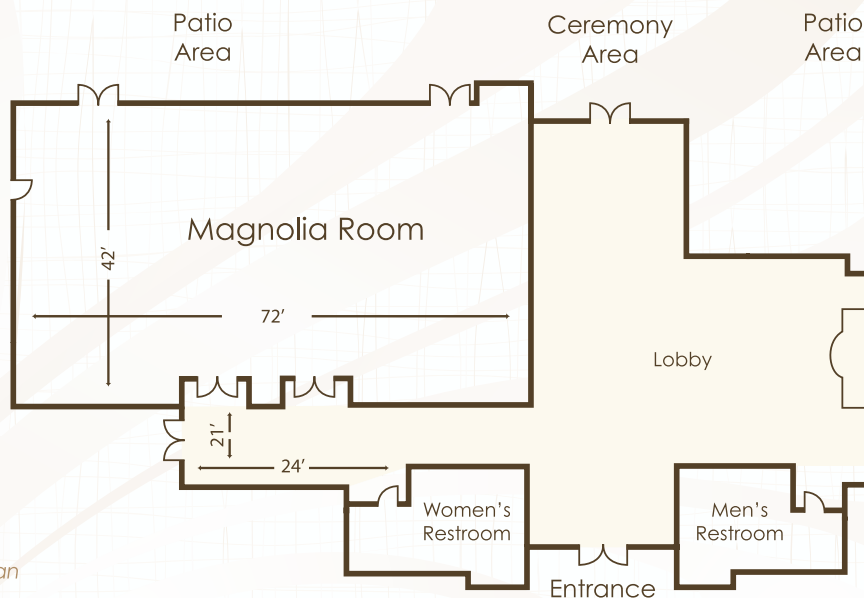 Patio
Area
Ceremony
Area
Patio
Area
Magnolia Room
42'
72'
Lobby
21'
24'
Women's
Restroom
Men's
Restroom
Entrance